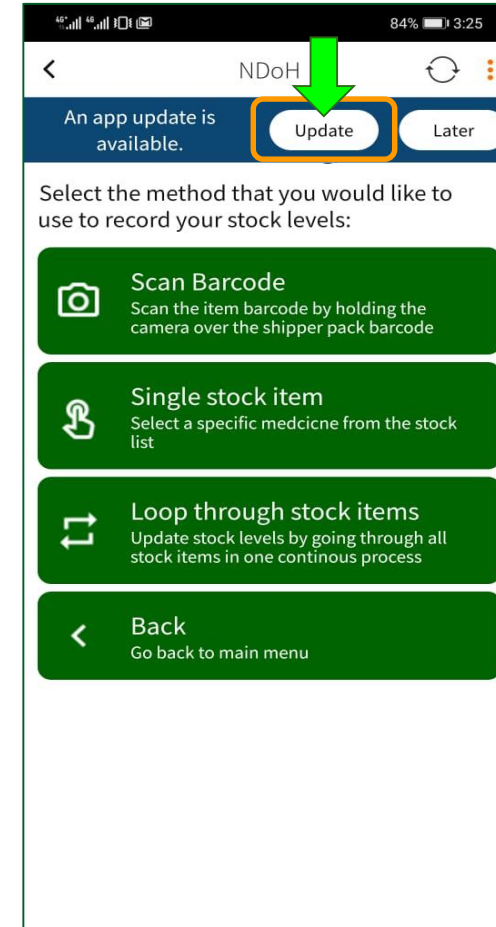 46+ 46 84% 3:25
NDoH
An app update is
available.
Update
Later
Select the method that you would like to
use to record your stock levels:
Scan Barcode
Scan the item barcode by holding the
camera over the shipper pack barcode
Single stock item
Select a specific medcicne from the stock
list
Loop through stock items
Update stock levels by going through all
stock items in one continous process
Back
Go back to main menu